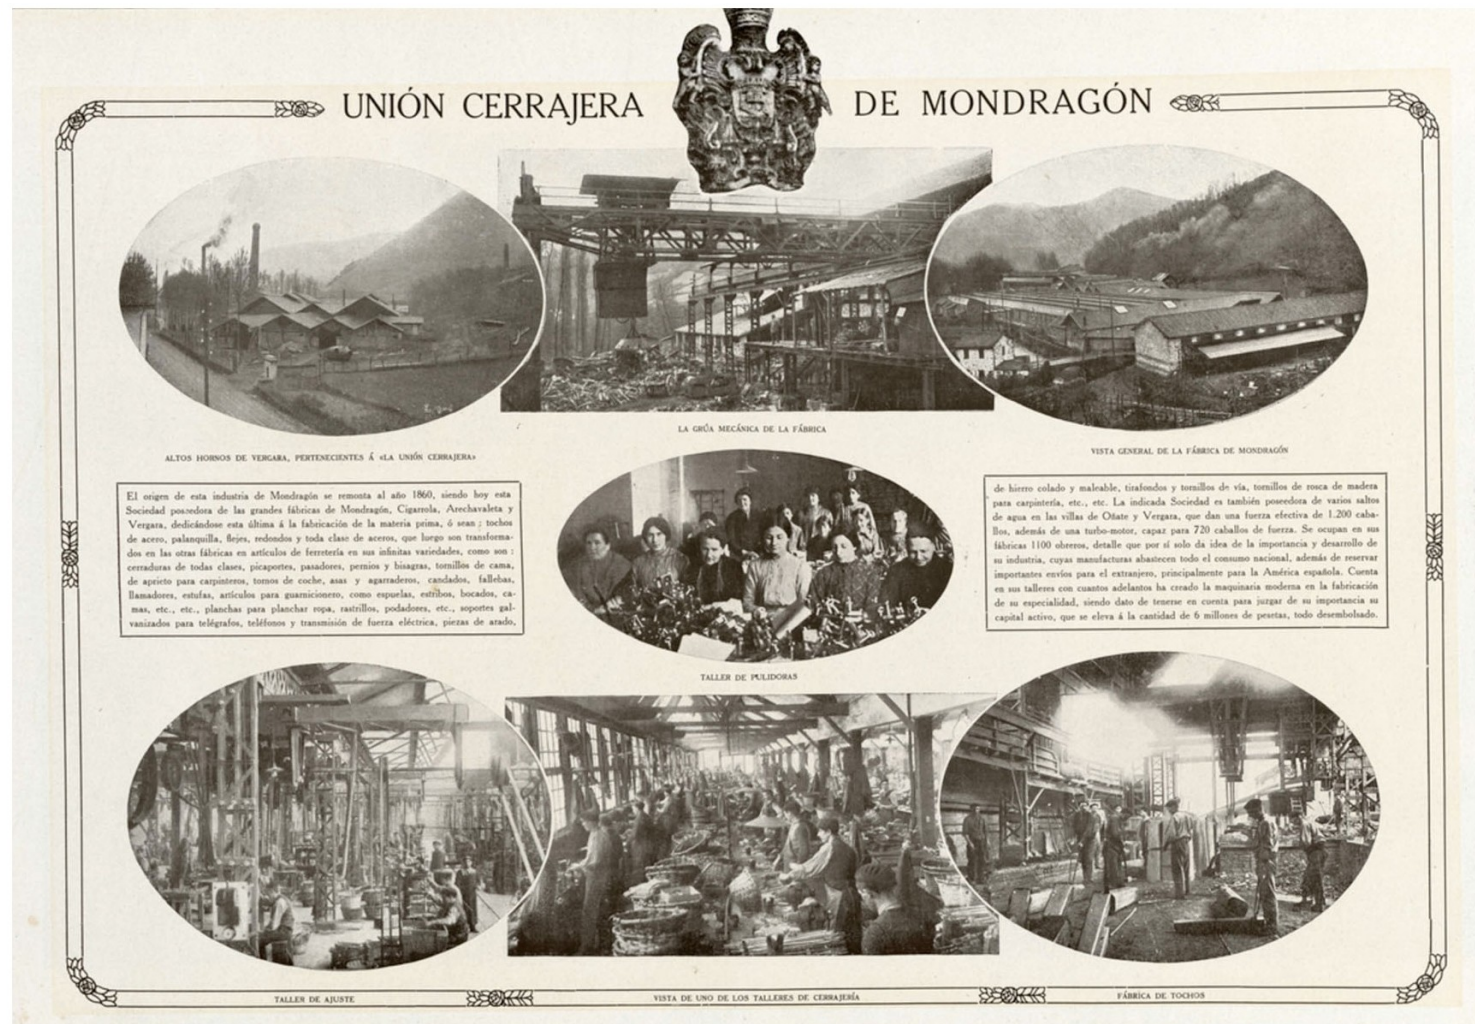 UNIÓN CERRAJERA DE MONDRAGÓN
LA GRÚA MECÁNICA DE LA FÁBRICA
ALTOS HORNOS DE VERGARA, PERTENECIENTES Á «LA UNIÓN CERRAJERA»
VISTA GENERAL DE LA FÁBRICA DE MONDRAGÓN
El origen de esta industria de Mondragón se remonta al año 1860, siendo hoy esta
Sociedad poseedora de las grandes fábricas de Mondragón, Cigarrola, Arechavaleta y
Vergara, dedicándose esta última á la fabricación de la materia prima, ó sean; tochos
de acero, palanquilla, flejes, redondos y toda clase de aceros, que luego son transforma-
dos en las otras fábricas en artículos de ferretería en sus infinitas variedades, como son:
cerraduras de todas clases, picaportes, pasadores, pernios y bisagras, tornillos de cama,
de aprieto para carpinteros, tornos de coche, asas y agarraderos, candados, fallebas,
llamadores, estufas, artículos para guarnicionero, como espuelas, estribos, bocados, ca-
mas, etc., etc., planchas para planchar ropa, rastrillos, podadores, etc., soportes gal-
vanizados para telégrafos, teléfonos y transmisión de fuerza eléctrica, piezas de arado,
de hierro colado y maleable, tirafondos y tornillos de vía, tornillos de rosca de madera
para carpintería, etc., etc. La indicada Sociedad es también poseedora de varios saltos
de agua en las villas de Oñate y Vergara, que dan una fuerza efectiva de 1.200 caba-
llos, además de una turbo-motor, capaz para 720 caballos de fuerza. Se ocupan en sus
fábricas 1100 obreros, detalle que por sí solo da idea de la importancia y desarrollo de
su industria, cuyas manufacturas abastecen todo el consumo nacional, además de reservar
importantes envíos para el extranjero, principalmente para la América española. Cuenta
en sus talleres con cuantos adelantos ha creado la maquinaria moderna en la fabricación
de su especialidad, siendo dato de tenerse en cuenta para juzgar de su importancia su
capital activo, que se eleva á la cantidad de 6 millones de pesetas, todo desembolsado.
TALLER DE PULIDORAS
TALLER DE AJUSTE
VISTA DE UNO DE LOS TALLERES DE CERRAJERÍA
FÁBRICA DE TOCHOS